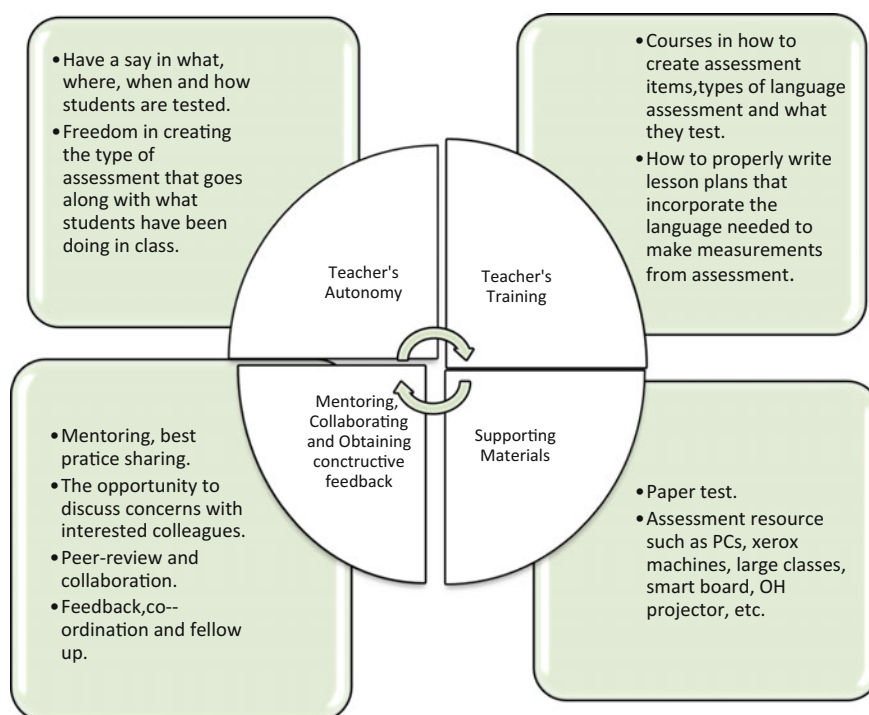 •Have a say in what,
where, when and how
students are tested.
•Freedom in creating
the type of
assessment that goes
along with what
students have been
doing in class.
•Courses in how to
create assessment
items,types of language
assessment and what
they test.
•How to properly write
lesson plans that
incorporate the
language needed to
make measurements
from assessment.
Teacher's
Autonomy
Teacher's
Training
Mentoring,
Collaborating
and Obtaining
conctructive
feedback
Supporting
Materials
•Mentoring, best
pratice sharing.
•The opportunity to
discuss concerns with
interested colleagues.
•Peer-review and
collaboration.
•Feedback,co--
ordination and fellow
up.
•Paper test.
•Assessment resource
such as PCs, xerox
machines, large classes,
smart board, OH
projector, etc.